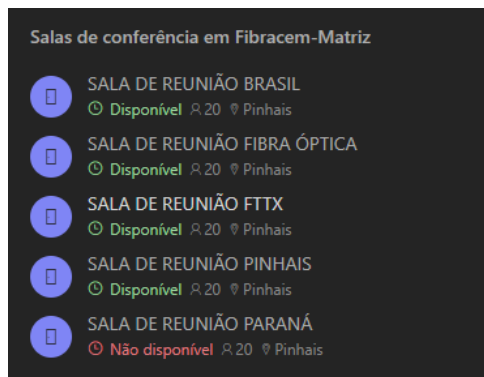 Salas de conferência em Fibracem-Matriz
SALA DE REUNIÃO BRASIL
Disponível 20 Pinhais
SALA DE REUNIÃO FIBRA ÓPTICA
Disponível 20 Pinhais
SALA DE REUNIÃO FTTX
Disponível 20 Pinhais
SALA DE REUNIÃO PINHAIS
Disponível 20 Pinhais
SALA DE REUNIÃO PARANÁ
Não disponível 20 Pinhais